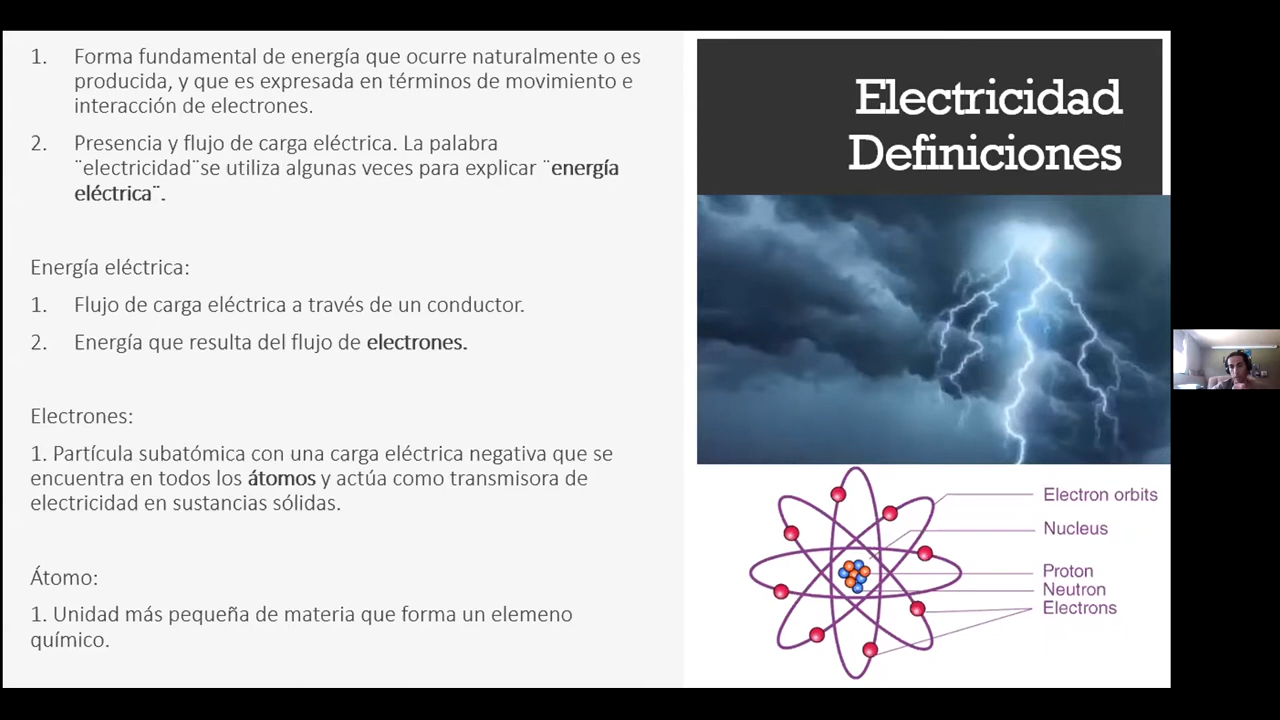 1. Forma fundamental de energía que ocurre naturalmente o es
producida, y que es expresada en términos de movimiento e
interacción de electrones.
2. Presencia y flujo de carga eléctrica. La palabra
¨electricidad¨se utiliza algunas veces para explicar ¨energía
eléctrica¨.
Energía eléctrica:
1. Flujo de carga eléctrica a través de un conductor.
2. Energía que resulta del flujo de electrones.
Electrones:
1. Partícula subatómica con una carga eléctrica negativa que se
encuentra en todos los átomos y actúa como transmisora de
electricidad en sustancias sólidas.
Átomo:
1. Unidad más pequeña de materia que forma un elemeno
químico.
Electricidad
Definiciones
Electron orbits
Nucleus
Proton
Neutron
Electrons